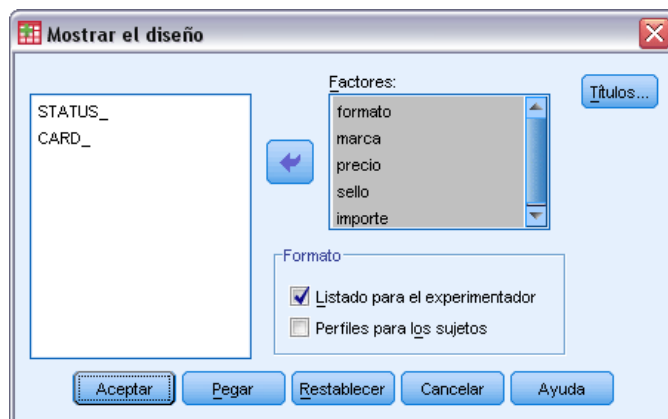 Mostrar el diseño
STATUS_
CARD_
Factores:
formato
marca
precio
sello
importe
Títulos...
Formato
Listado para el experimentador
Perfiles para los sujetos
Aceptar
Pegar
Restablecer
Cancelar
Ayuda